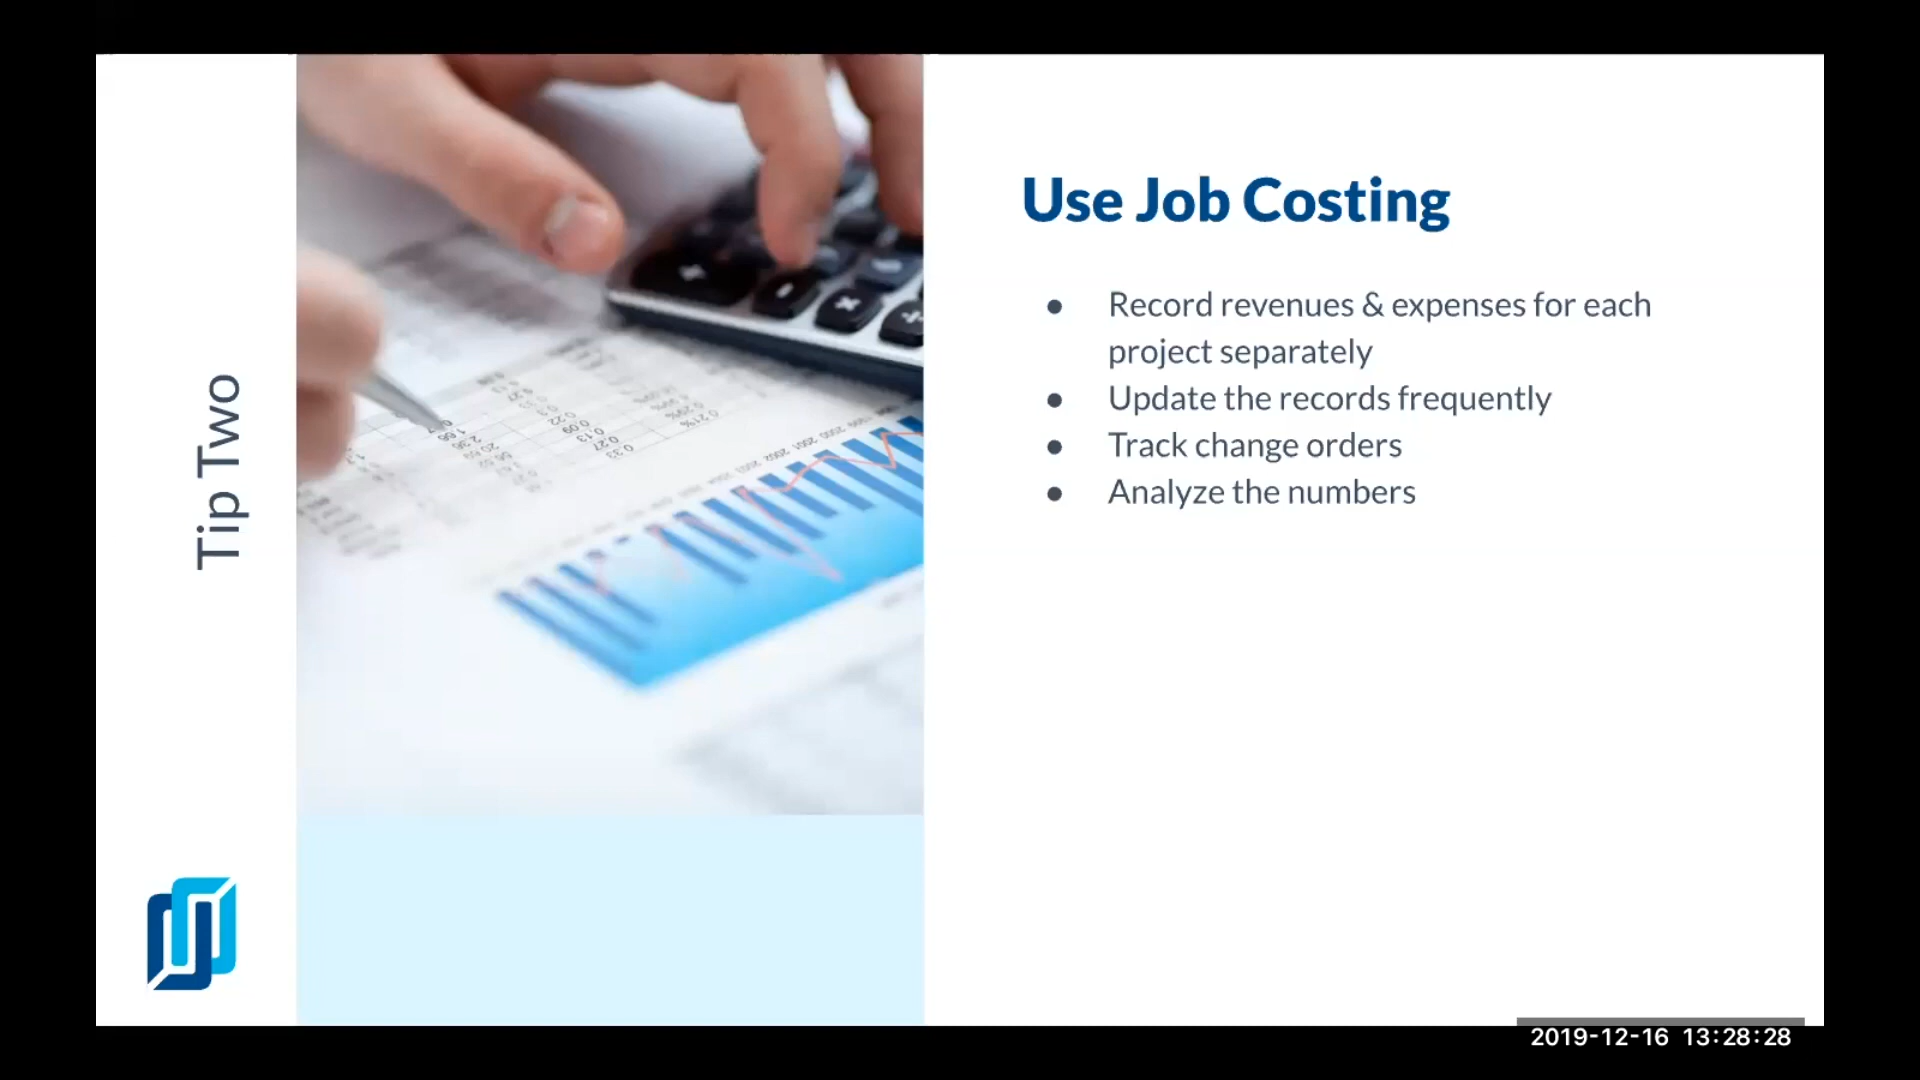 Tip Two
Use Job Costing
● Record revenues & expenses for each
project separately
● Update the records frequently
● Track change orders
● Analyze the numbers
2019-12-16 13:28:28